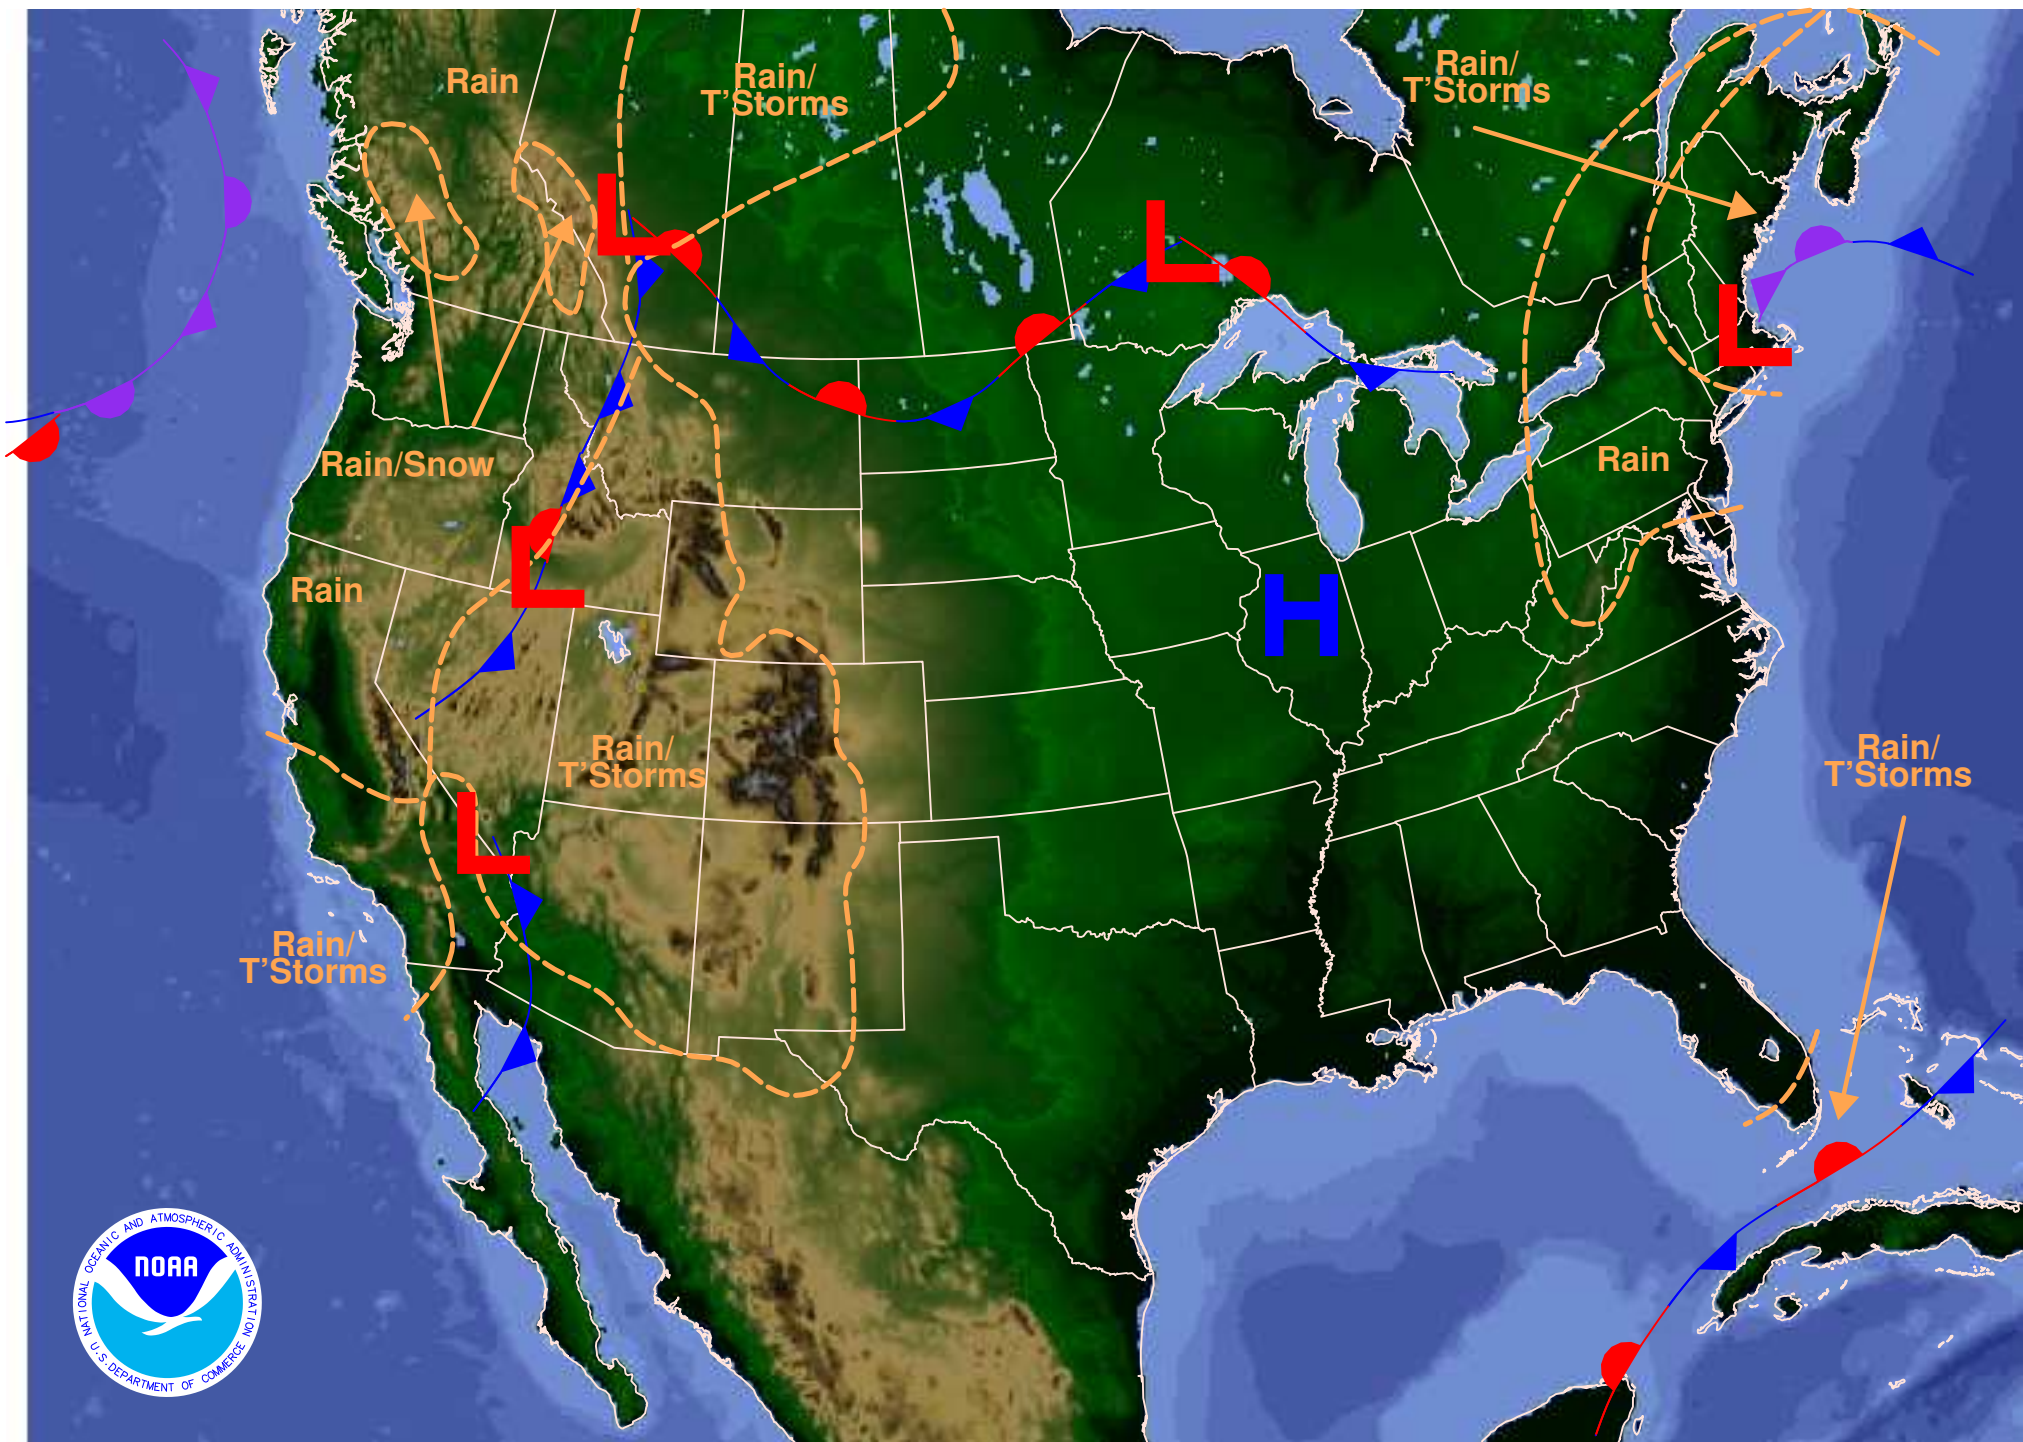 Rain
Rain/
T'Storms
Rain/
T'Storms
L
L
L
Rain/Snow
Rain
L
Rain
H
Rain/
T'Storms
Rain/
T'Storms
L
Rain/
T'Storms
NATIONAL OCEANIC AND ATMOSPHERIC ADMINISTRATION
NOAA
U.S. DEPARTMENT OF COMMERCE